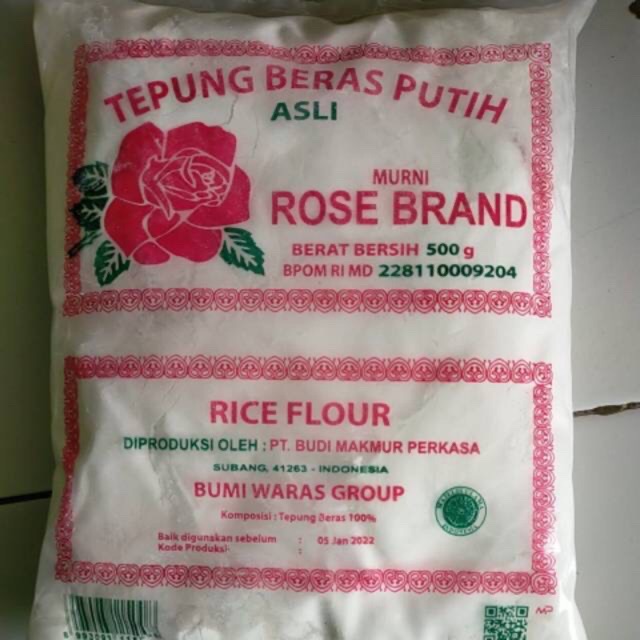 TEPUNG BERAS PUTIH
ASLI
MURNI
ROSE BRAND
BERAT BERSIH 500 g
BPOM RI MD 228110009204
RICE FLOUR
DIPRODUKSI OLEH : PT. BUDI MAKMUR PERKASA
SUBANG, 41263 - INDONESIA
BUMI WARAS GROUP
Komposisi : Tepung Beras 100%
Baik digunakan sebelum : 05 Jan 2022
Kode Produksi :